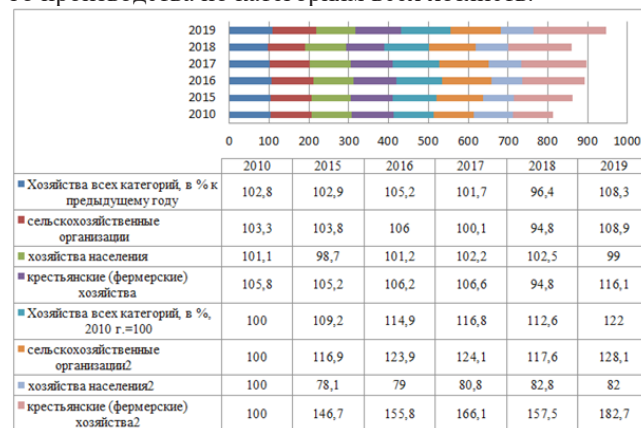 2019
2018
2017
2016
2015
2010
0 100 200 300 400 500 600 700 800 900 1000
2010 2015 2016 2017 2018 2019
Хозяйства всех категорий, в % к
предыдущему году 102,8 102,9 105,2 101,7 96,4 108,3
сельскохозяйственные
организации 103,3 103,8 106 100,1 94,8 108,9
хозяйства населения 101,1 98,7 101,2 102,2 102,5 99
крестьянские (фермерские)
хозяйства 105,8 105,2 106,2 106,6 94,8 116,1
Хозяйства всех категорий, в %,
2010 г.=100 100 109,2 114,9 116,8 112,6 122
сельскохозяйственные
организации2 100 116,9 123,9 124,1 117,6 128,1
хозяйства населения2 100 78,1 79 80,8 82,8 82
крестьянские (фермерские)
хозяйства2 100 146,7 155,8 166,1 157,5 182,7